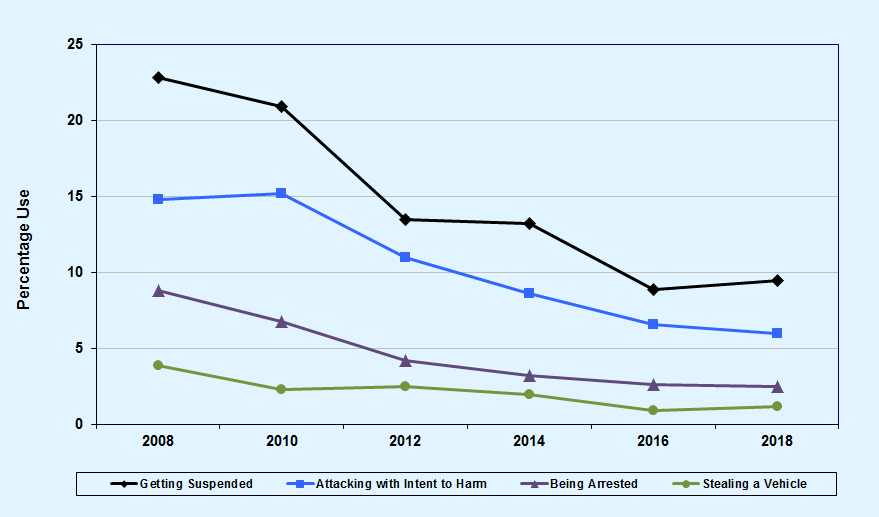 25
20
15
10
5
0
Percentage Use
2008 2010 2012 2014 2016 2018
Getting Suspended Attacking with Intent to Harm Being Arrested Stealing a Vehicle